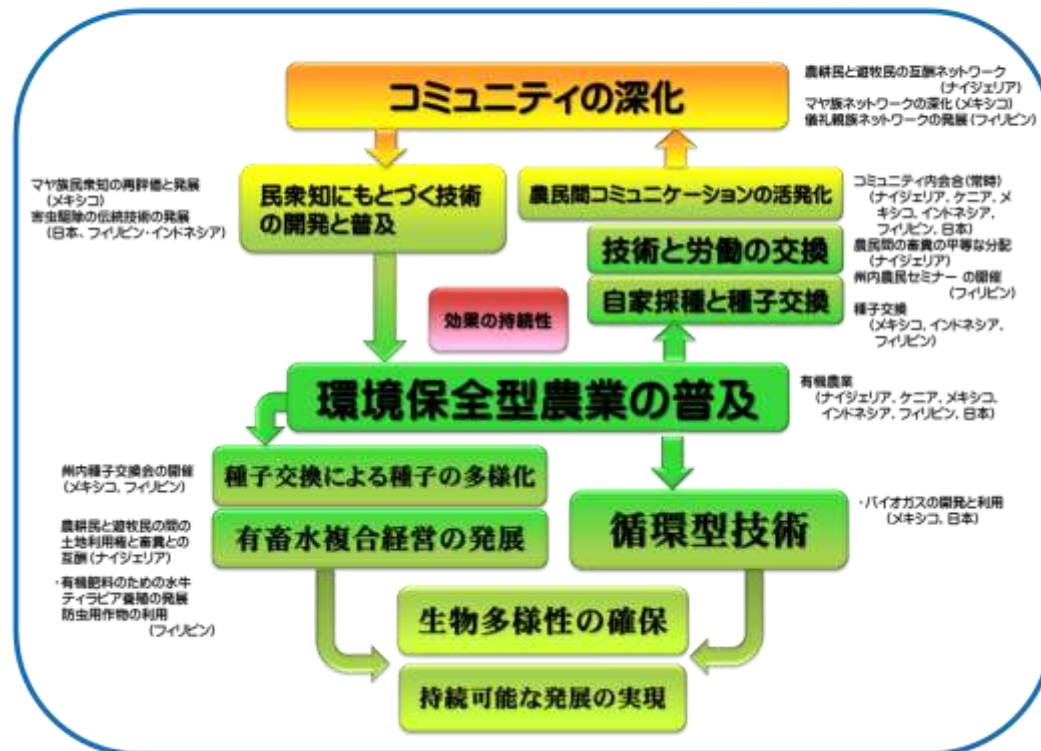 コミュニティの深化
農耕民と遊牧民の互酬ネットワーク
(ナイジェリア)
マヤ族ネットワークの深化(メキシコ)
儀礼親族ネットワークの発展(フィリピン)
マヤ族民衆知の再評価と発展
(メキシコ)
害虫駆除の伝統技術の発展
(日本、フィリピン・インドネシア)
民衆知にもとづく技術
の開発と普及
農民間コミュニケーションの活発化
コミュニティ内会合(常時)
(ナイジェリア、ケニア、メ
キシコ、インドネシア、
フィリピン、日本)
技術と労働の交換
農民間の畜糞の平等な分配
(ナイジェリア)
自家採種と種子交換
州内農民セミナー の開催
(フィリピン)
種子交換
(メキシコ、インドネシア、
フィリピン)
効果の持続性
環境保全型農業の普及
有機農業
(ナイジェリア、ケニア、メキシコ、
インドネシア、フィリピン、日本)
州内種子交換会の開催
(メキシコ、フィリピン)
種子交換による種子の多様化
農耕民と遊牧民の間の
土地利用権と畜糞との
互酬(ナイジェリア)
有畜水複合経営の発展
循環型技術
・バイオガスの開発と利用
(メキシコ、日本)
・有機肥料のための水牛
ティラピア養殖の発展
防虫用作物の利用
(フィリピン)
生物多様性の確保
持続可能な発展の実現